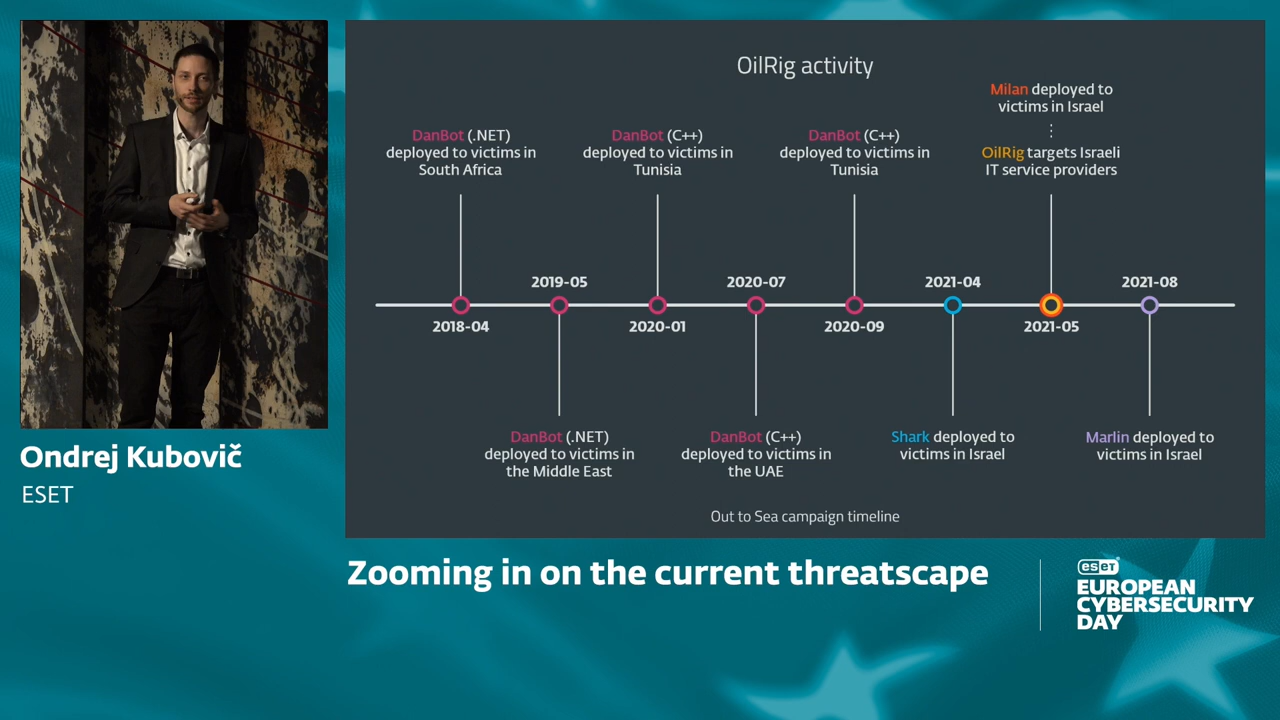 OilRig activity
DanBot (.NET)
deployed to victims in
South Africa
DanBot (C++)
deployed to victims in
Tunisia
DanBot (C++)
deployed to victims in
Tunisia
Milan deployed to
victims in Israel
OilRig targets Israeli
IT service providers
2018-04
2019-05
2020-01
2020-07
2020-09
2021-04
2021-05
2021-08
DanBot (.NET)
deployed to victims in
the Middle East
DanBot (C++)
deployed to victims in
the UAE
Shark deployed to
victims in Israel
Marlin deployed to
victims in Israel
Out to Sea campaign timeline
Ondrej Kubovič
ESET
Zooming in on the current threatscape
eset
EUROPEAN
CYBERSECURITY
DAY